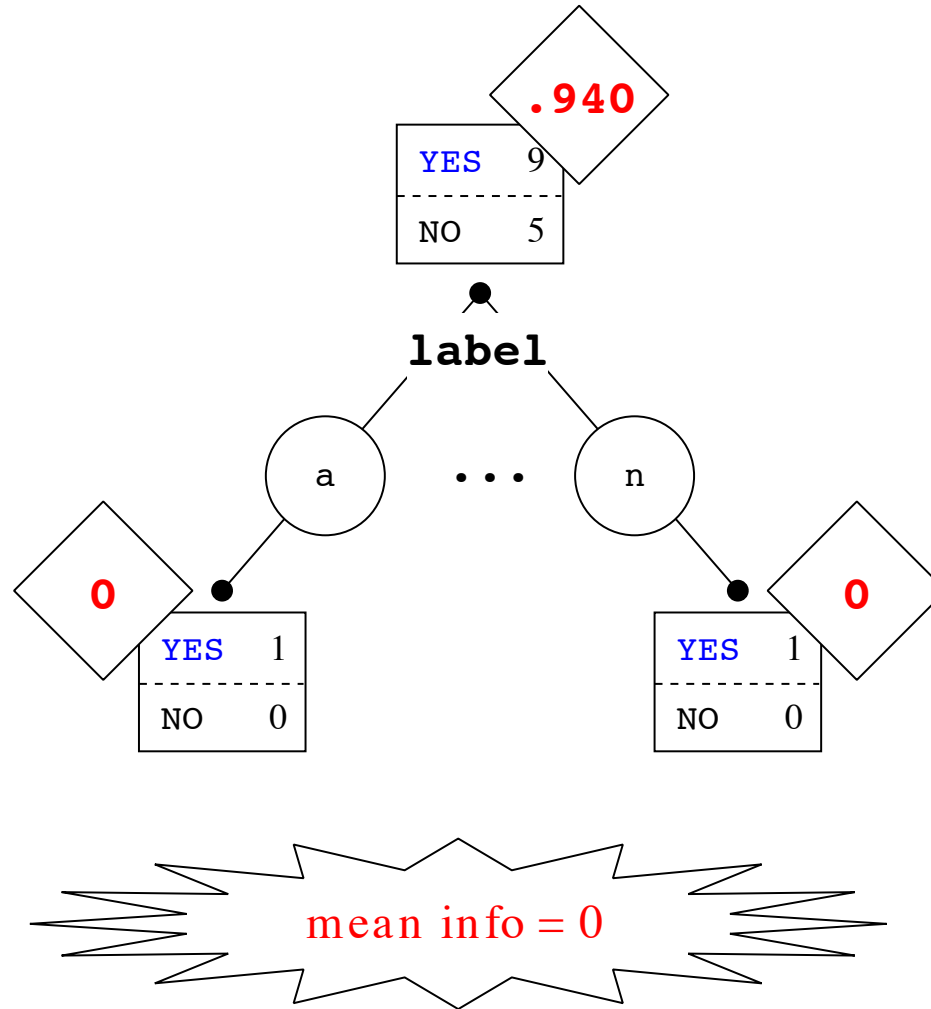 .940
YES 9
NO 5
label
a ... n
0 0
YES 1 YES 1
NO 0 NO 0
mean info = 0